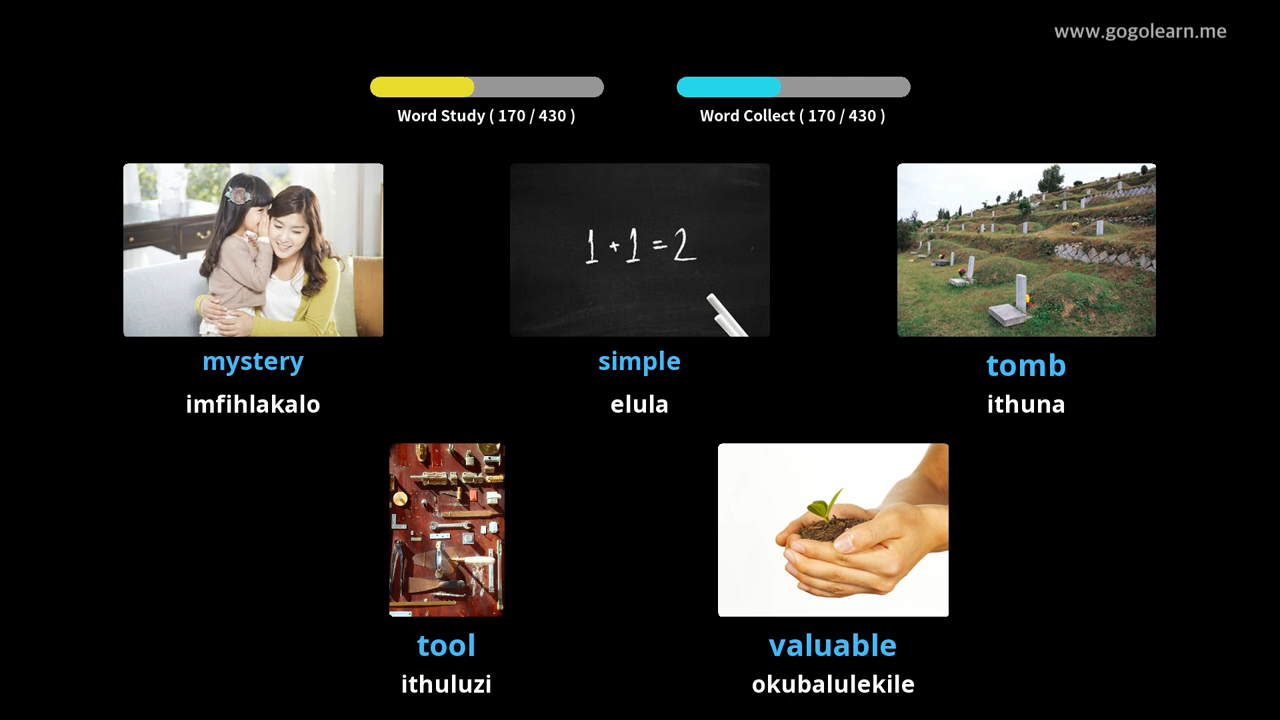 www.gogolearn.me
Word Study ( 170 / 430 )
Word Collect ( 170 / 430 )
1 + 1 = 2
mystery
imfihlakalo
simple
elula
tomb
ithuna
tool
ithuluzi
valuable
okubalulekile